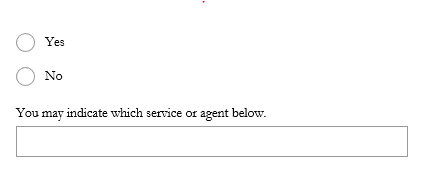 Yes
No
You may indicate which service or agent below.